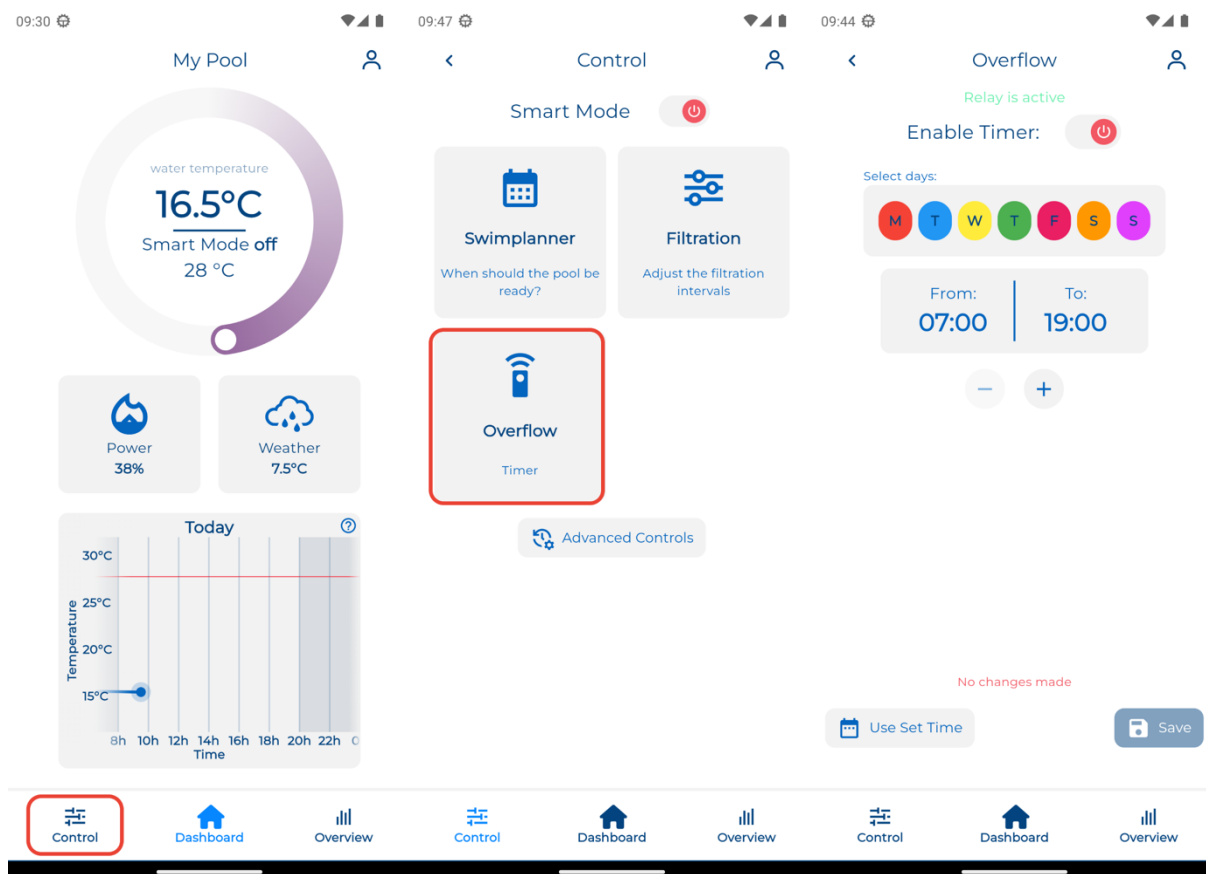 09:30
My Pool
water temperature
16.5°C
Smart Mode off
28 °C
Power
38%
Weather
7.5°C
Today
30°C
25°C
20°C
15°C
Temperature
8h 10h 12h 14h 16h 18h 20h 22h 0
Time
Control
Dashboard
Overview
09:47
Control
Smart Mode
Swimplanner
When should the pool be
ready?
Filtration
Adjust the filtration
intervals
Overflow
Timer
Advanced Controls
Control
Dashboard
Overview
09:44
Overflow
Relay is active
Enable Timer:
Select days:
M T W T F S S
From:
07:00
To:
19:00
No changes made
Use Set Time
Save
Control
Dashboard
Overview